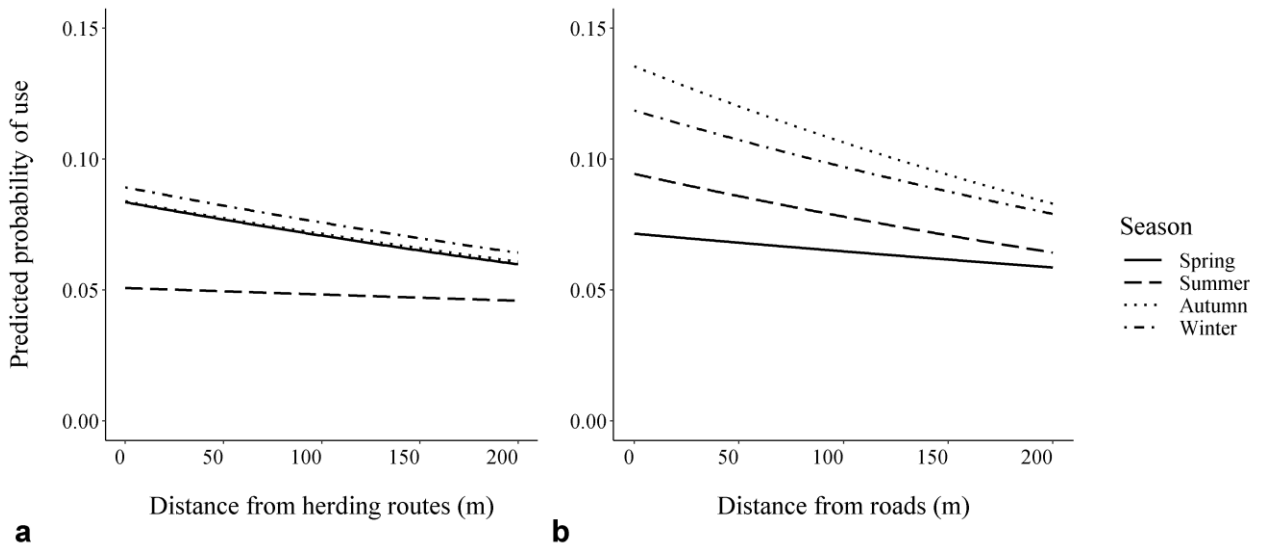 Predicted probability of use
0.15
0.10
0.05
0.00
0 50 100 150 200
Distance from herding routes (m)
a
0.15
0.10
0.05
0.00
0 50 100 150 200
Distance from roads (m)
b
Season
Spring
Summer
Autumn
Winter